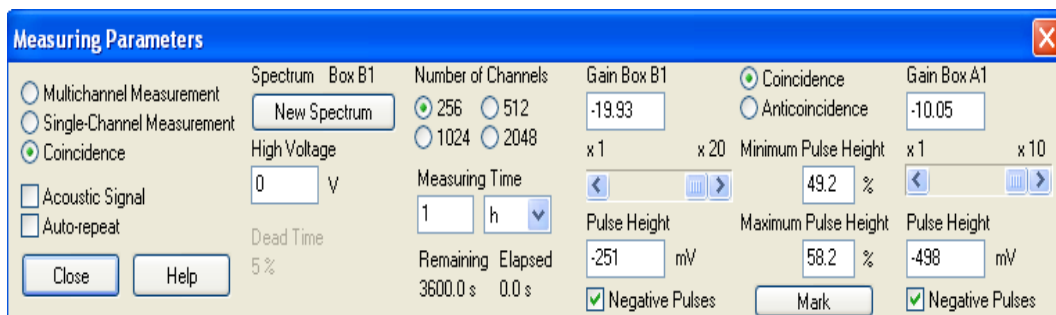 Measuring Parameters
Multichannel Measurement
Single-Channel Measurement
Coincidence
Acoustic Signal
Auto-repeat
Close Help
Spectrum Box B1
New Spectrum
High Voltage
0 V
Dead Time
5 %
Number of Channels
256 512
1024 2048
Measuring Time
1 h
Remaining Elapsed
3600.0 s 0.0 s
Gain Box B1
-19.93
x 1 x 20
Pulse Height
-251 mV
Negative Pulses
Coincidence
Anticoincidence
Minimum Pulse Height
49.2 %
Maximum Pulse Height
58.2 %
Mark
Gain Box A1
-10.05
x 1 x 10
Pulse Height
-498 mV
Negative Pulses